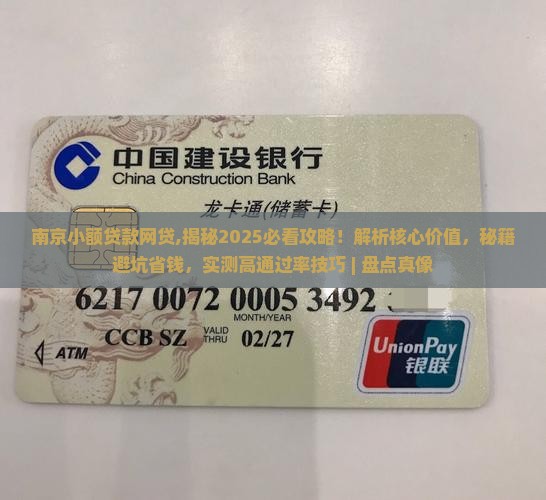 中国建设银行
China Construction Bank
龙卡通(储蓄卡)
南京小额贷款网贷,揭秘2025必看攻略！解析核心价值，秘籍
避坑省钱，实测高通过率技巧 | 盘点真像
6217 0072 0005 3492
MONTH/YEAR
CCB SZ VALID THRU 02/27
ATM
UnionPay
银联